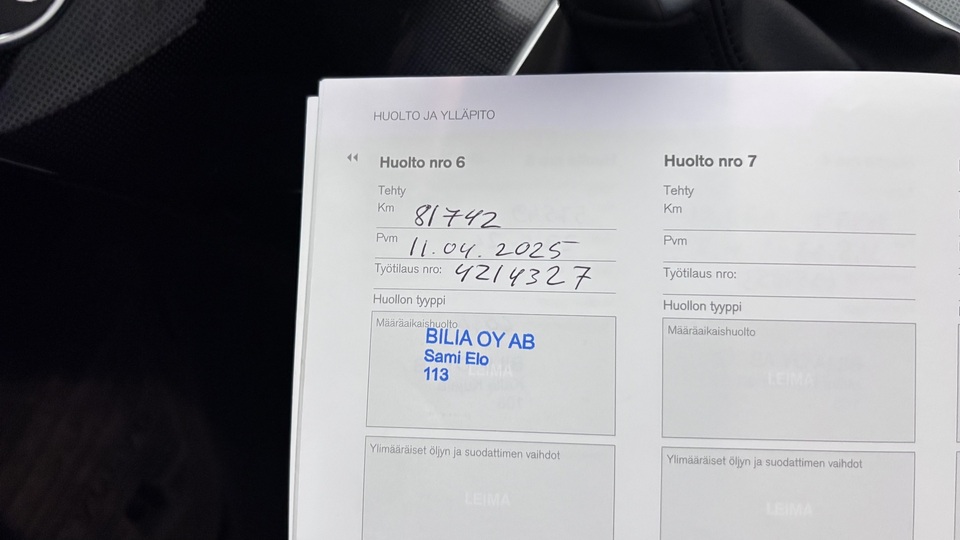 HUOLTO JA YLLÄPITO
Huolto nro 6
Tehty
Km 81742
Pvm 11.04.2025
Työtilaus nro: 4214327
Huollon tyyppi
Määräaikaishuolto
BILIA OY AB
Sami Elo
113
LEIMA
Ylimääräiset öljyn ja suodattimen vaihdot
LEIMA
Huolto nro 7
Tehty
Km
Pvm
Työtilaus nro:
Huollon tyyppi
Määräaikaishuolto
LEIMA
Ylimääräiset öljyn ja suodattimen vaihdot
LEIMA